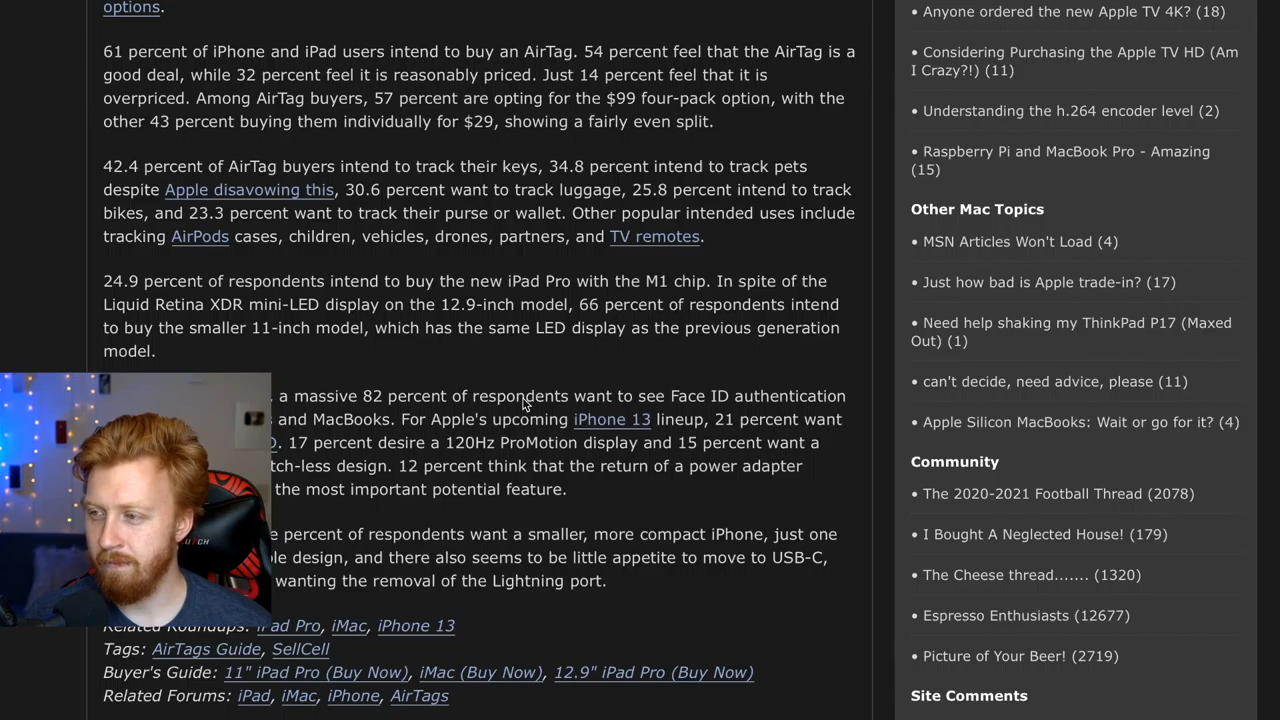 options.
61 percent of iPhone and iPad users intend to buy an AirTag. 54 percent feel that the AirTag is a
good deal, while 32 percent feel it is reasonably priced. Just 14 percent feel that it is
overpriced. Among AirTag buyers, 57 percent are opting for the $99 four-pack option, with the
other 43 percent buying them individually for $29, showing a fairly even split.
42.4 percent of AirTag buyers intend to track their keys, 34.8 percent intend to track pets
despite Apple disavowing this, 30.6 percent want to track luggage, 25.8 percent intend to track
bikes, and 23.3 percent want to track their purse or wallet. Other popular intended uses include
tracking AirPods cases, children, vehicles, drones, partners, and TV remotes.
24.9 percent of respondents intend to buy the new iPad Pro with the M1 chip. In spite of the
Liquid Retina XDR mini-LED display on the 12.9-inch model, 66 percent of respondents intend
to buy the smaller 11-inch model, which has the same LED display as the previous generation
model.
a massive 82 percent of respondents want to see Face ID authentication
and MacBooks. For Apple's upcoming iPhone 13 lineup, 21 percent want
. 17 percent desire a 120Hz ProMotion display and 15 percent want a
tch-less design. 12 percent think that the return of a power adapter
the most important potential feature.
percent of respondents want a smaller, more compact iPhone, just one
design, and there also seems to be little appetite to move to USB-C,
wanting the removal of the Lightning port.
Related Roundups: iPad Pro, iMac, iPhone 13
Tags: AirTags Guide, SellCell
Buyer's Guide: 11" iPad Pro (Buy Now), iMac (Buy Now), 12.9" iPad Pro (Buy Now)
Related Forums: iPad, iMac, iPhone, AirTags
• Anyone ordered the new Apple TV 4K? (18)
• Considering Purchasing the Apple TV HD (Am
I Crazy?!) (11)
• Understanding the h.264 encoder level (2)
• Raspberry Pi and MacBook Pro - Amazing
(15)
Other Mac Topics
• MSN Articles Won't Load (4)
• Just how bad is Apple trade-in? (17)
• Need help shaking my ThinkPad P17 (Maxed
Out) (1)
• can't decide, need advice, please (11)
• Apple Silicon MacBooks: Wait or go for it? (4)
Community
• The 2020-2021 Football Thread (2078)
• I Bought A Neglected House! (179)
• The Cheese thread....... (1320)
• Espresso Enthusiasts (12677)
• Picture of Your Beer! (2719)
Site Comments